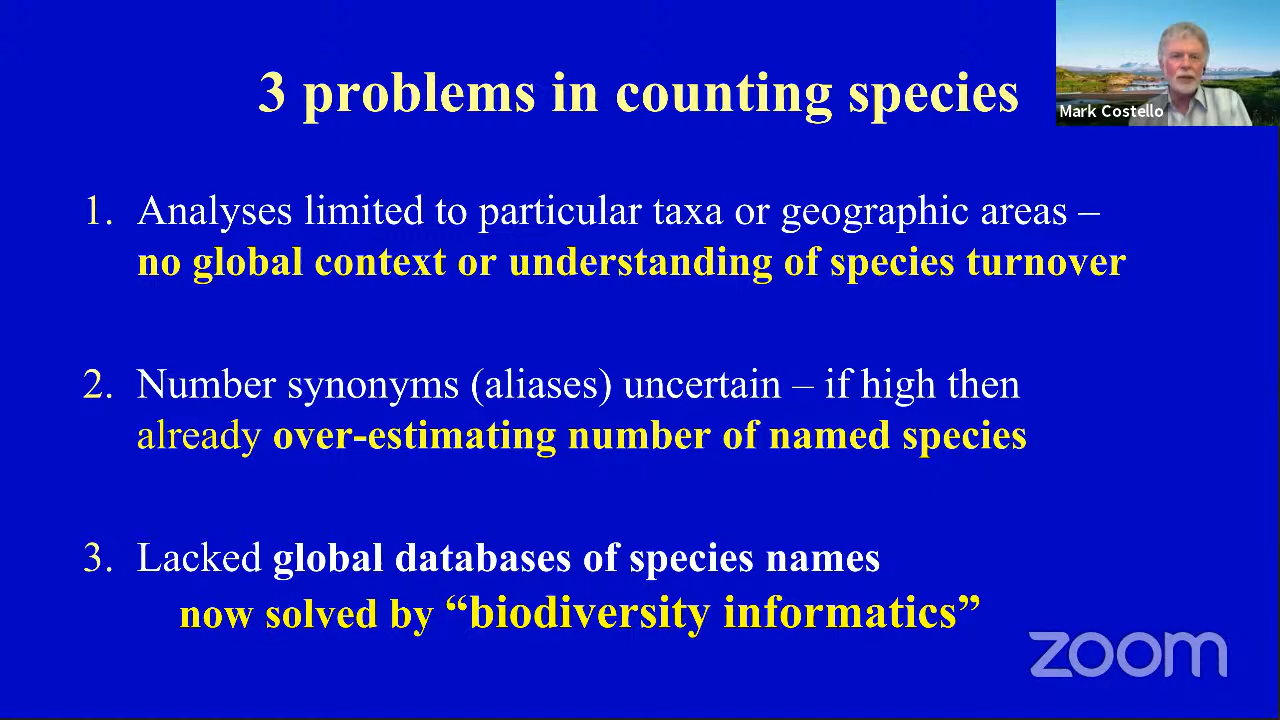 3 problems in counting species
Mark Costello
1. Analyses limited to particular taxa or geographic areas –
no global context or understanding of species turnover
2. Number synonyms (aliases) uncertain – if high then
already over-estimating number of named species
3. Lacked global databases of species names
now solved by “biodiversity informatics”
zoom